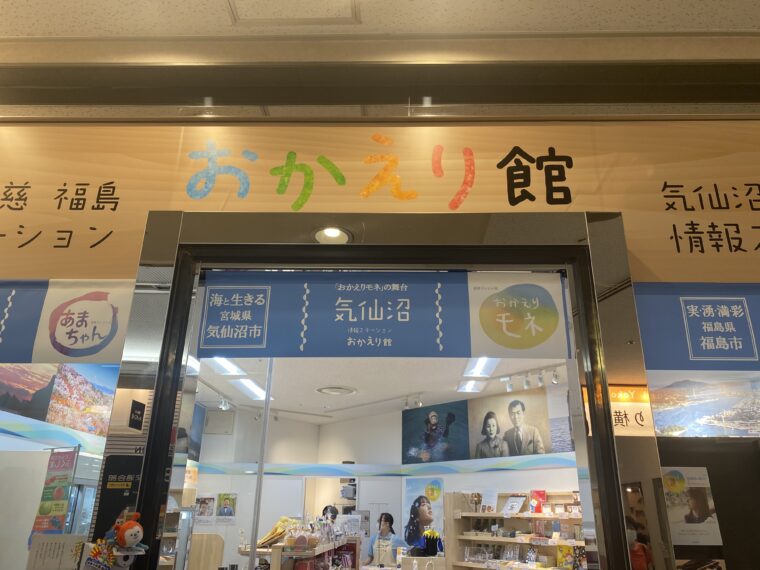 おかえり館
慈 福島
ーション
気仙沼
情報ス
あまちゃん
海と生きる
宮城県
気仙沼市
「おかえりモネ」の舞台
気仙沼
情報ステーション
おかえり館
おかえり
モネ
実・湧・満彩
福島県
福島市
り横